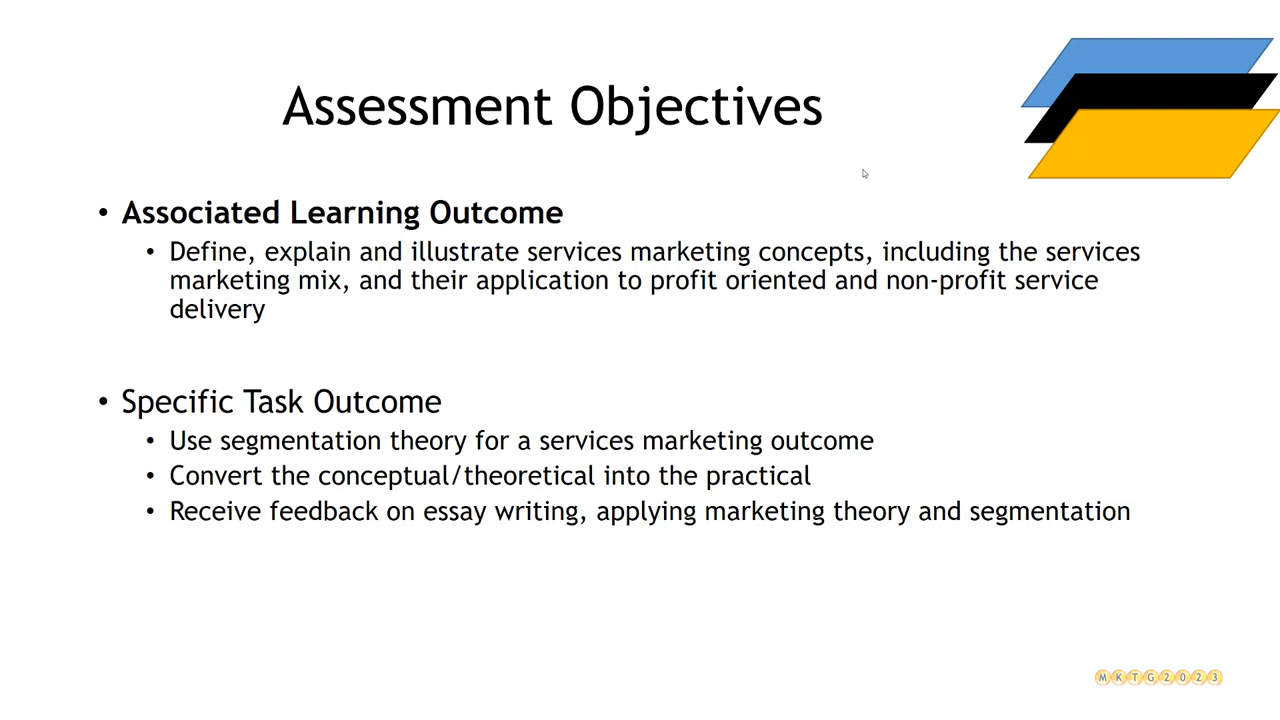 Assessment Objectives
• Associated Learning Outcome
• Define, explain and illustrate services marketing concepts, including the services
marketing mix, and their application to profit oriented and non-profit service
delivery
• Specific Task Outcome
• Use segmentation theory for a services marketing outcome
• Convert the conceptual/theoretical into the practical
• Receive feedback on essay writing, applying marketing theory and segmentation
MKTG2023